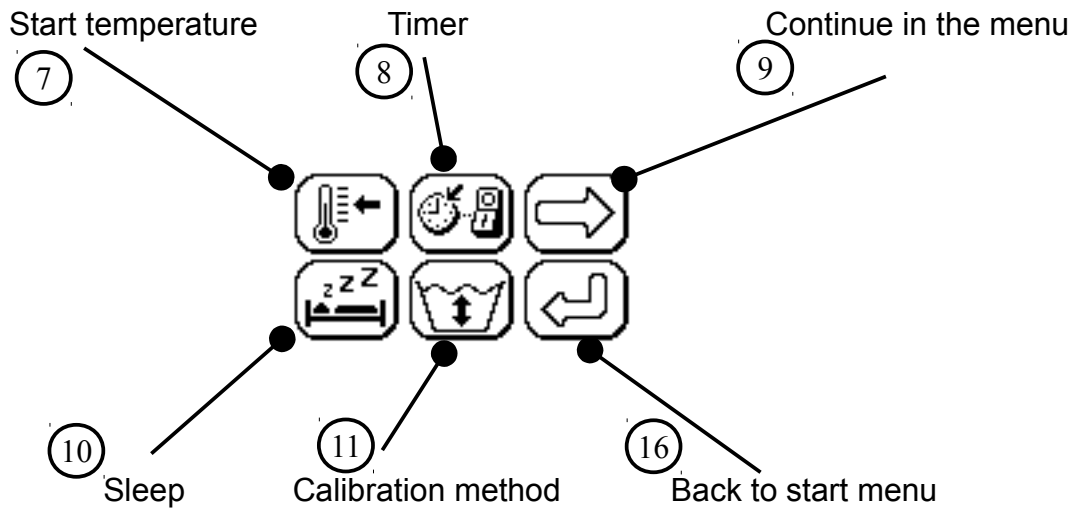 Start temperature
Timer
Continue in the menu
7
8
9
z z Z
10
11
16
Sleep
Calibration method
Back to start menu